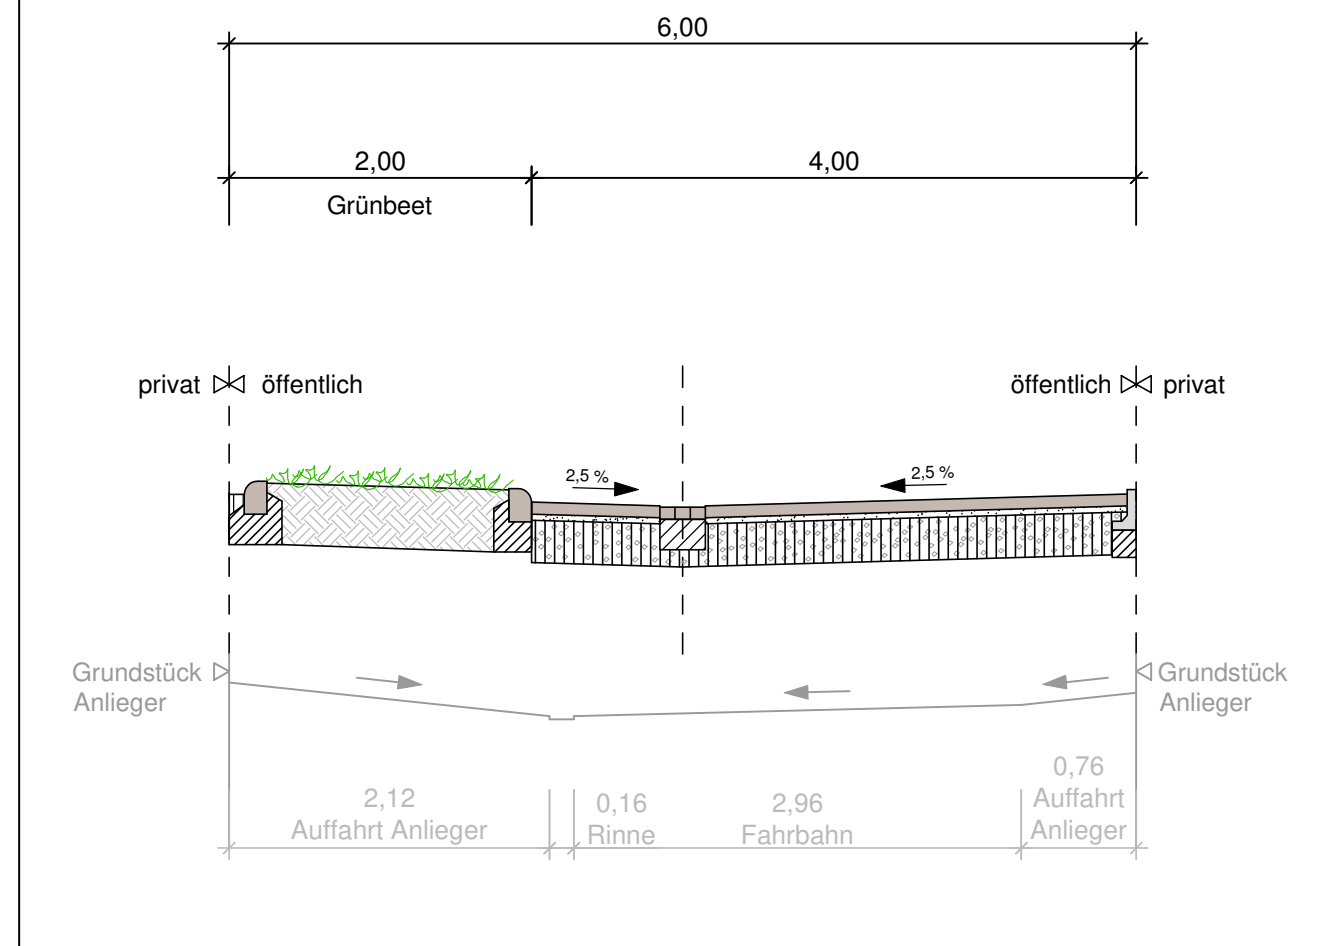 6,00
2,00
4,00
Grünbeet
privat öffentlich
öffentlich privat
2,5 %
2,5 %
Grundstück
Anlieger
Grundstück
Anlieger
2,12
Auffahrt Anlieger
0,16
Rinne
2,96
Fahrbahn
0,76
Auffahrt
Anlieger